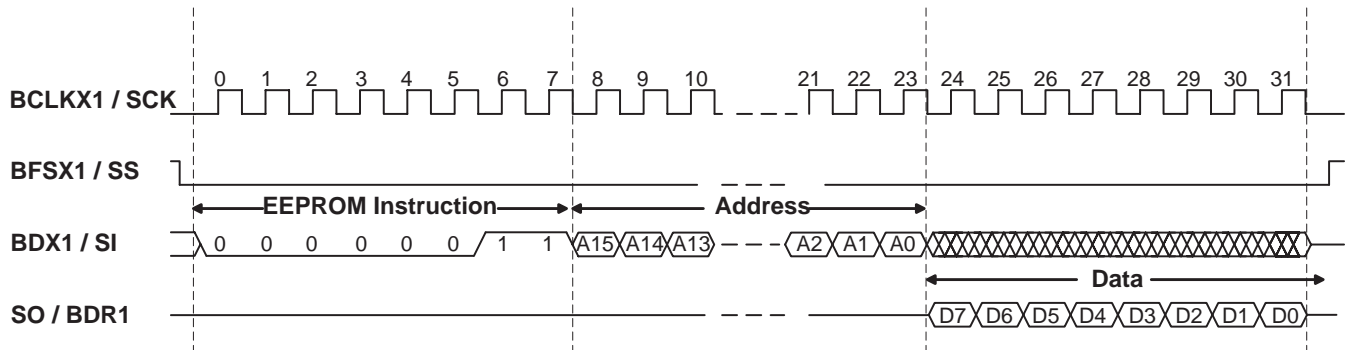 0 1 2 3 4 5 6 7 8 9 10 21 22 23 24 25 26 27 28 29 30 31
BCLKX1 / SCK
BFSX1 / SS
EEPROM Instruction Address
BDX1 / SI 0 0 0 0 0 0 1 1 A15 A14 A13 A2 A1 A0
Data
SO / BDR1 D7 D6 D5 D4 D3 D2 D1 D0